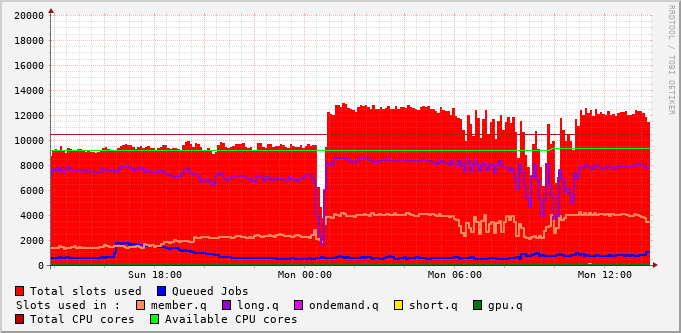 20000
18000
16000
14000
12000
10000
8000
6000
4000
2000
0
Sun 18:00 Mon 00:00 Mon 06:00 Mon 12:00
Total slots used Queued Jobs
Slots used in : member.q long.q ondemand.q short.q gpu.q
Total CPU cores Available CPU cores
RRDTOOL / TOBI OETIKER